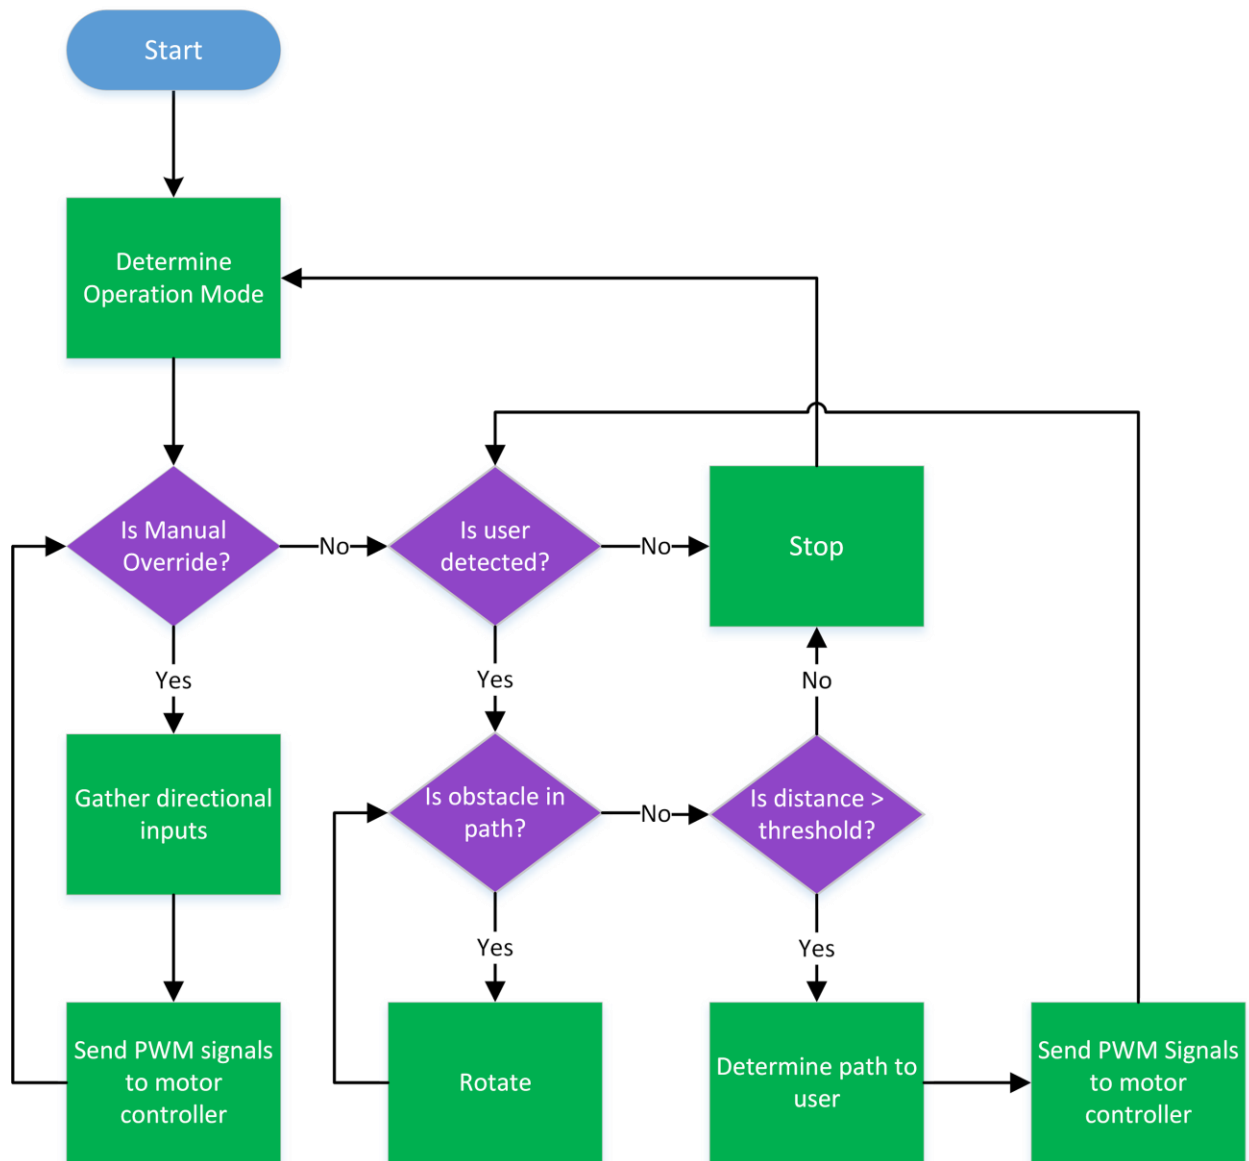 Start
Determine
Operation Mode
Is Manual
Override?
No
Is user
detected?
No
Stop
Yes
Yes
No
Gather directional
inputs
Is obstacle in
path?
No
Is distance >
threshold?
Yes
Yes
Send PWM signals
to motor
controller
Rotate
Determine path to
user
Send PWM Signals
to motor
controller